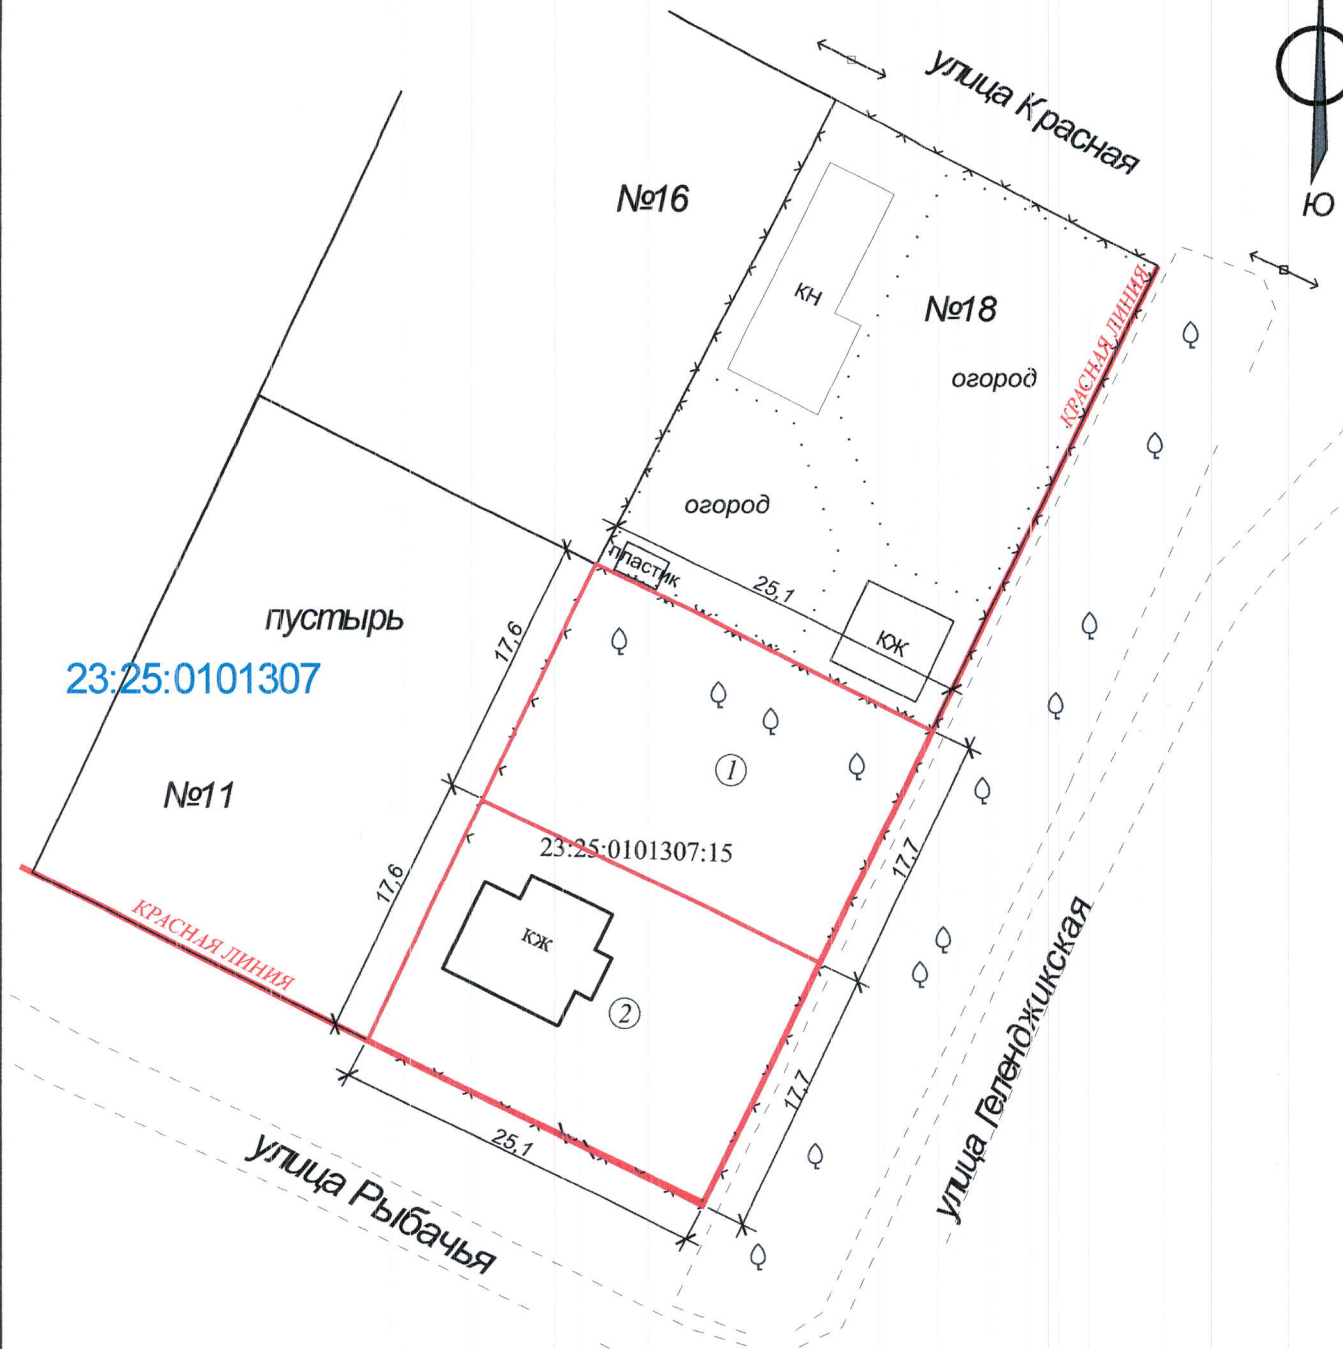 улица Красная
Ю
№16
КН
№18
КРАСНАЯ ЛИНИЯ
огород
огород
пластик
25,1
КЖ
пустырь
17,6
23:25:0101307
1
№11
23:25:0101307:15
17,7
17,6
КЖ
КРАСНАЯ ЛИНИЯ
2
улица Геленджикская
17,7
25,1
улица Рыбачья